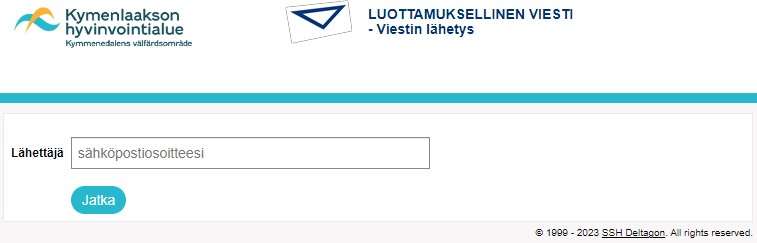 Kymenlaakson
hyvinvointialue
Kymmenedalens välfärdsområde
LUOTTAMUKSELLINEN VIESTI
- Viestin lähetys
Lähettäjä
sähköpostiosoitteesi
Jatka
© 1999 - 2023 SSH Deltagon. All rights reserved.